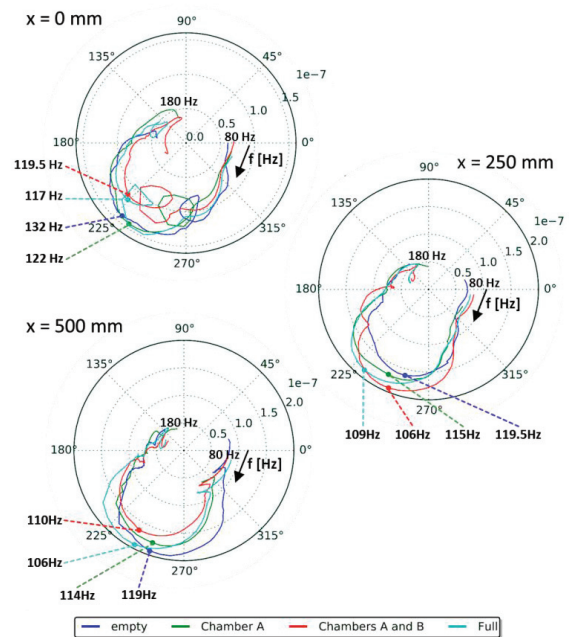 x = 0 mm
90°
135°
45°
1e−7
1.5
1.0
180 Hz
0.5
80 Hz
180°
0.0
0°
f [Hz]
119.5 Hz
117 Hz
132 Hz
122 Hz
225°
315°
270°
x = 250 mm
90°
135°
45°
1e−7
2.0
1.5
1.0
180 Hz
0.5
80 Hz
180°
0°
f [Hz]
225°
315°
270°
109Hz
106Hz
115Hz
119.5Hz
x = 500 mm
90°
135°
45°
1e−7
2.0
1.5
1.0
180 Hz
0.5
80 Hz
180°
0°
f [Hz]
110Hz
225°
315°
106Hz
270°
114Hz
119Hz
empty
Chamber A
Chambers A and B
Full